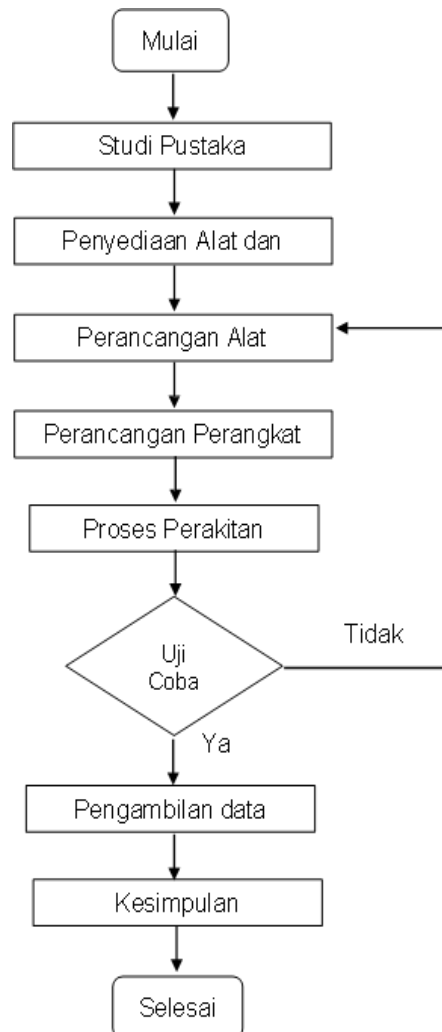 Mulai
Studi Pustaka
Penyediaan Alat dan
Perancangan Alat
Perancangan Perangkat
Proses Perakitan
Uji
Coba
Tidak
Ya
Pengambilan data
Kesimpulan
Selesai